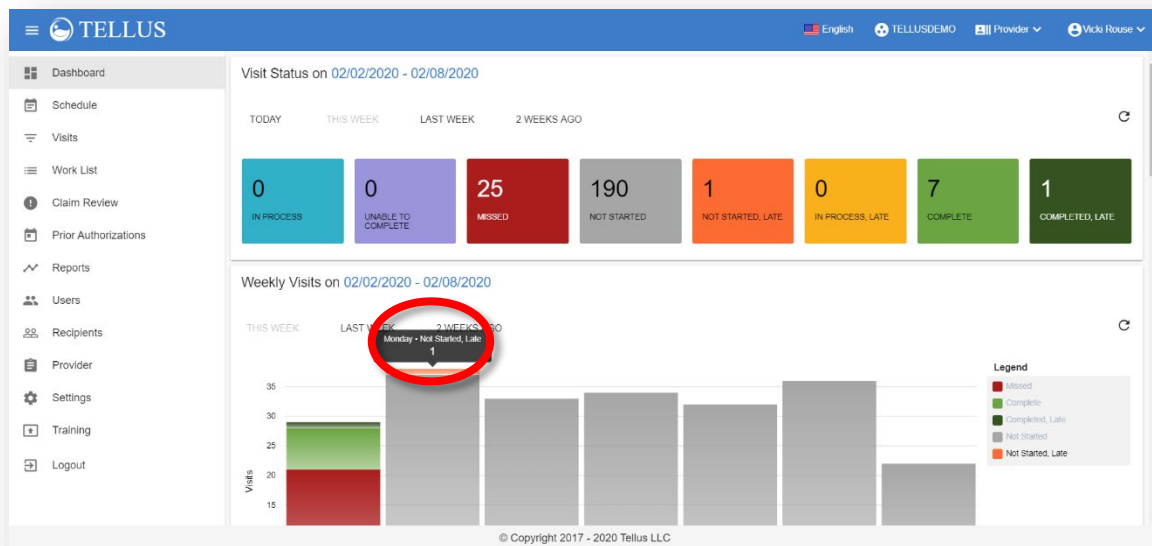 TELLUS
English
TELLUSDEMO
Provider
Vicki Rouse
Dashboard
Schedule
Visits
Work List
Claim Review
Prior Authorizations
Reports
Users
Recipients
Provider
Settings
Training
Logout
Visit Status on 02/02/2020 - 02/08/2020
TODAY THIS WEEK LAST WEEK 2 WEEKS AGO
0
IN PROCESS
0
UNABLE TO
COMPLETE
25
MISSED
190
NOT STARTED
1
NOT STARTED, LATE
0
IN PROCESS, LATE
7
COMPLETE
1
COMPLETED, LATE
Weekly Visits on 02/02/2020 - 02/08/2020
THIS WEEK LAST WEEK 2 WEEKS AGO
Monday - Not Started, Late
1
35
30
25
20
15
Visits
Legend
Missed
Complete
Completed, Late
Not Started
Not Started, Late
© Copyright 2017 - 2020 Tellus LLC